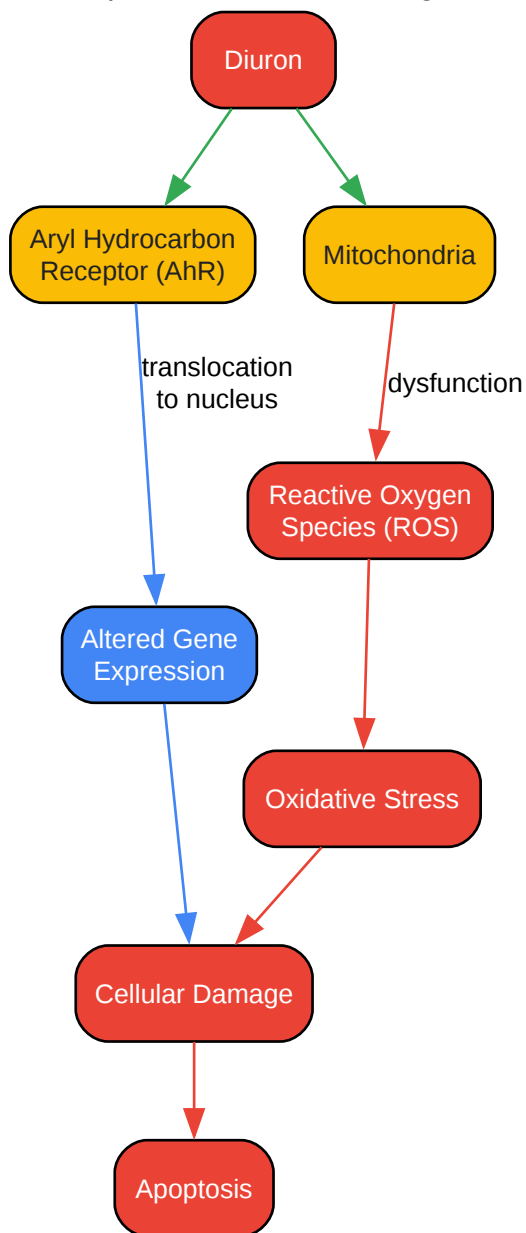 Diuron
Aryl Hydrocarbon
Receptor (AhR)
Mitochondria
translocation
to nucleus
dysfunction
Reactive Oxygen
Species (ROS)
Altered Gene
Expression
Oxidative Stress
Cellular Damage
Apoptosis